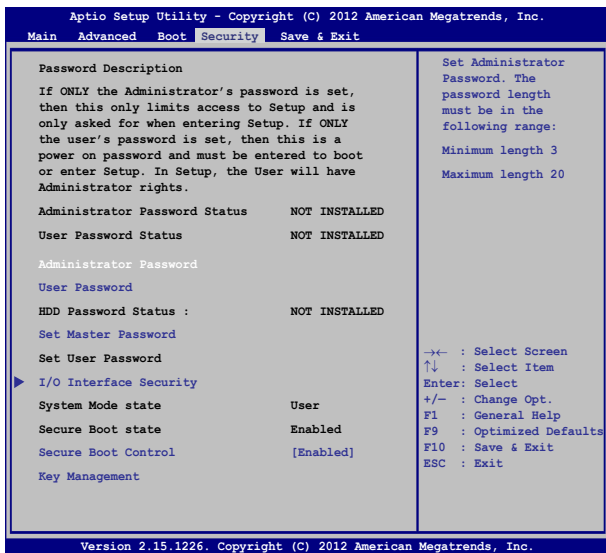 Aptio Setup Utility - Copyright (C) 2012 American Megatrends, Inc.
Main Advanced Boot Security Save & Exit
Password Description
If ONLY the Administrator's password is set,
then this only limits access to Setup and is
only asked for when entering Setup. If ONLY
the user's password is set, then this is a
power on password and must be entered to boot
or enter Setup. In Setup, the User will have
Administrator rights.
Administrator Password Status NOT INSTALLED
User Password Status NOT INSTALLED
Administrator Password
User Password
HDD Password Status : NOT INSTALLED
Set Master Password
Set User Password
I/O Interface Security
System Mode state User
Secure Boot state Enabled
Secure Boot Control [Enabled]
Key Management
Set Administrator
Password. The
password length
must be in the
following range:
Minimum length 3
Maximum length 20
→← : Select Screen
↑↓ : Select Item
Enter: Select
+/— : Change Opt.
F1 : General Help
F9 : Optimized Defaults
F10 : Save & Exit
ESC : Exit
Version 2.15.1226. Copyright (C) 2012 American Megatrends, Inc.